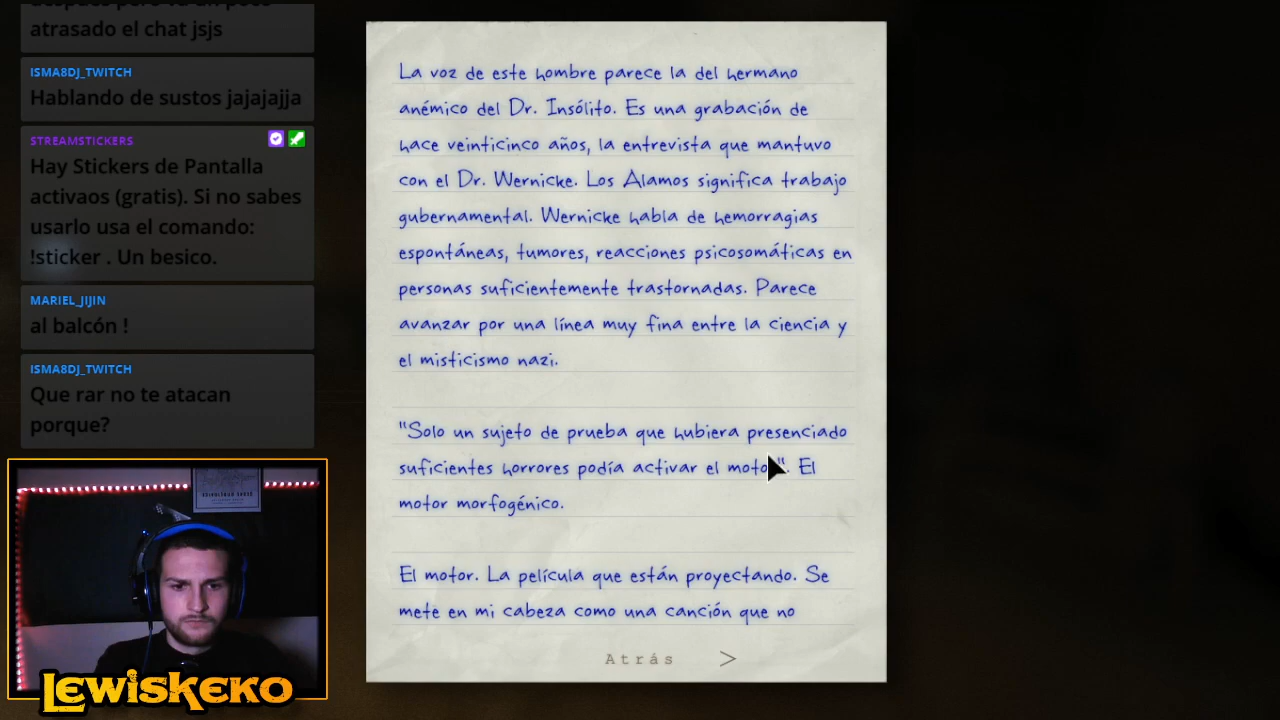 atrasado el chat jsjs
ISMA8DJ_TWITCH
Hablando de sustos jajajajja
STREAMSTICKERS
Hay Stickers de Pantalla
activaos (gratis). Si no sabes
usarlo usa el comando:
!sticker . Un besico.
MARIEL_JIJIN
al balcón !
ISMA8DJ_TWITCH
Que rar no te atacan
porque?
LEWISKEKO
La voz de este hombre parece la del hermano
anémico del Dr. Insólito. Es una grabación de
hace veinticinco años, la entrevista que mantuvo
con el Dr. Wernicke. Los Alamos significa trabajo
gubernamental. Wernicke habla de hemorragias
espontáneas, tumores, reacciones psicosomáticas en
personas suficientemente trastornadas. Parece
avanzar por una línea muy fina entre la ciencia y
el misticismo nazi.
"Solo un sujeto de prueba que hubiera presenciado
suficientes horrores podía activar el motor". El
motor morfogénico.
El motor. La película que están proyectando. Se
mete en mi cabeza como una canción que no
Atrás >